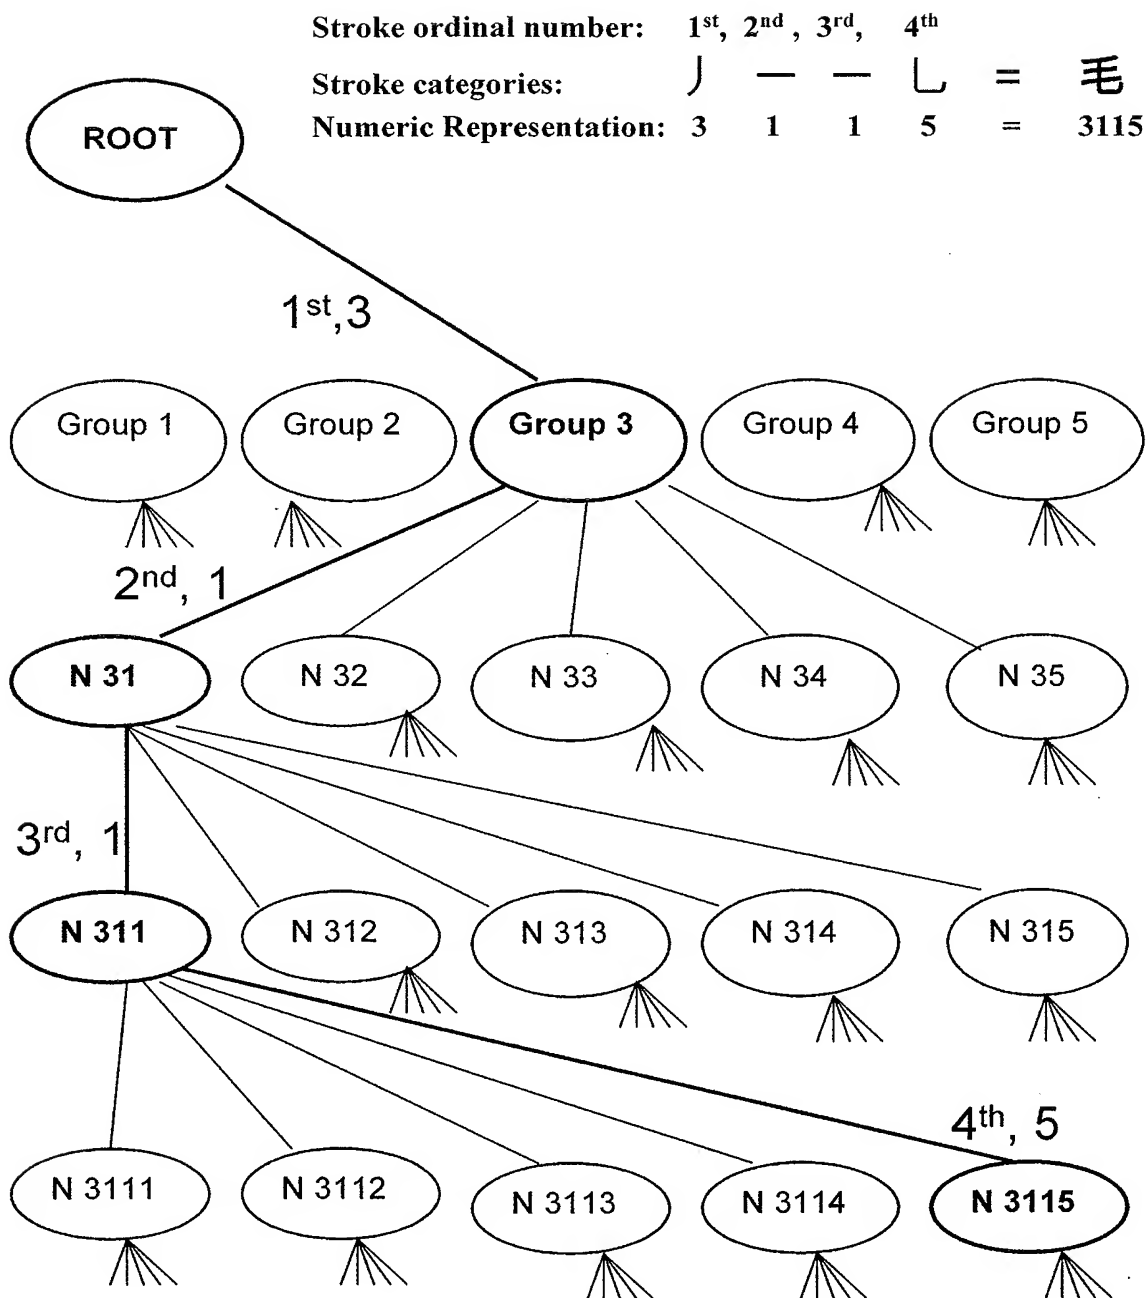 Stroke ordinal number: 1st, 2nd , 3rd, 4th
Stroke categories: 丿 一 一 乚 = 毛
Numeric Representation: 3 1 1 5 = 3115
ROOT
1st,3
Group 1 Group 2 Group 3 Group 4 Group 5
2nd, 1
N 31 N 32 N 33 N 34 N 35
3rd, 1
N 311 N 312 N 313 N 314 N 315
4th, 5
N 3111 N 3112 N 3113 N 3114 N 3115